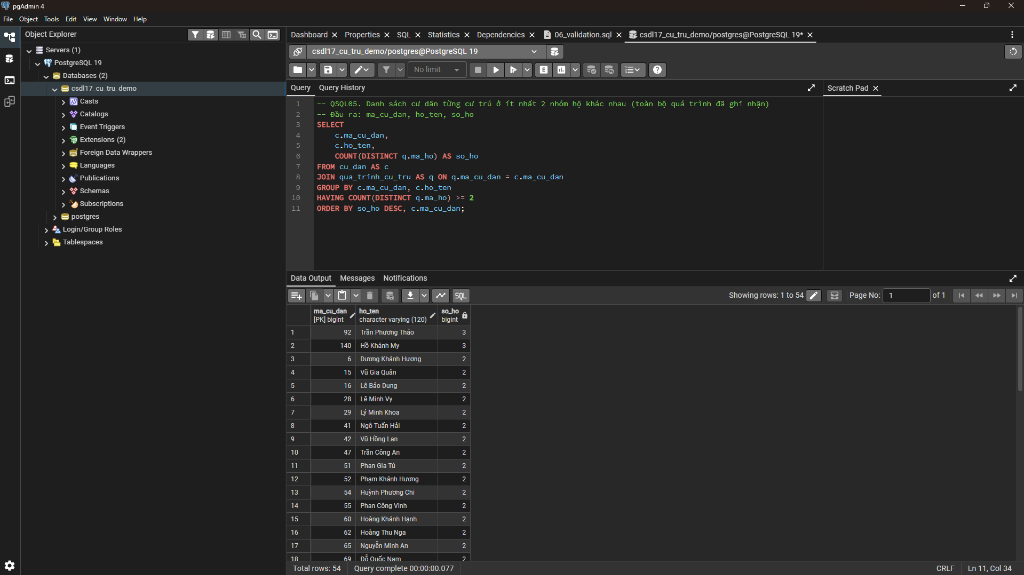 pgAdmin 4
File Object Tools Edit View Window Help
Object Explorer
Servers (1)
PostgreSQL 19
Databases (2)
csdl17_cu_tru_demo
Casts
Catalogs
Event Triggers
Extensions (2)
Foreign Data Wrappers
Languages
Publications
Schemas
Subscriptions
postgres
Login/Group Roles
Tablespaces
Dashboard Properties SQL Statistics Dependencies 06_validation.sql csdl17_cu_tru_demo/postgres@PostgreSQL 19*
csdl17_cu_tru_demo/postgres@PostgreSQL 19
No limit
Query Query History
Scratch Pad
1 -- QSQL05. Danh sách cư dân từng cư trú ở ít nhất 2 nhóm hộ khác nhau (toàn bộ quá trình đã ghi nhận)
2 -- Đầu ra: ma_cu_dan, ho_ten, so_ho
3 SELECT
4 c.ma_cu_dan,
5 c.ho_ten,
6 COUNT(DISTINCT q.ma_ho) AS so_ho
7 FROM cu_dan AS c
8 JOIN qua_trinh_cu_tru AS q ON q.ma_cu_dan = c.ma_cu_dan
9 GROUP BY c.ma_cu_dan, c.ho_ten
10 HAVING COUNT(DISTINCT q.ma_ho) >= 2
11 ORDER BY so_ho DESC, c.ma_cu_dan;
Data Output Messages Notifications
SQL
Showing rows: 1 to 54
Page No: 1 of 1
ma_cu_dan ho_ten so_ho
[PK] bigint character varying (120) bigint
1 92 Trần Phương Thảo 3
2 140 Hồ Khánh My 3
3 6 Dương Khánh Hương 2
4 15 Vũ Gia Quân 2
5 16 Lê Bảo Dung 2
6 28 Lê Minh Vy 2
7 29 Lý Minh Khoa 2
8 41 Ngô Tuấn Hải 2
9 42 Vũ Hồng Lan 2
10 47 Trần Công An 2
11 51 Phan Gia Tú 2
12 52 Phạm Khánh Hương 2
13 54 Huỳnh Phương Chi 2
14 55 Phan Công Vinh 2
15 60 Hoàng Khánh Hạnh 2
16 62 Hoàng Thu Nga 2
17 65 Nguyễn Minh An 2
18 69 Đỗ Quốc Nam 2
Total rows: 54 Query complete 00:00:00.077
CRLF Ln 11, Col 34